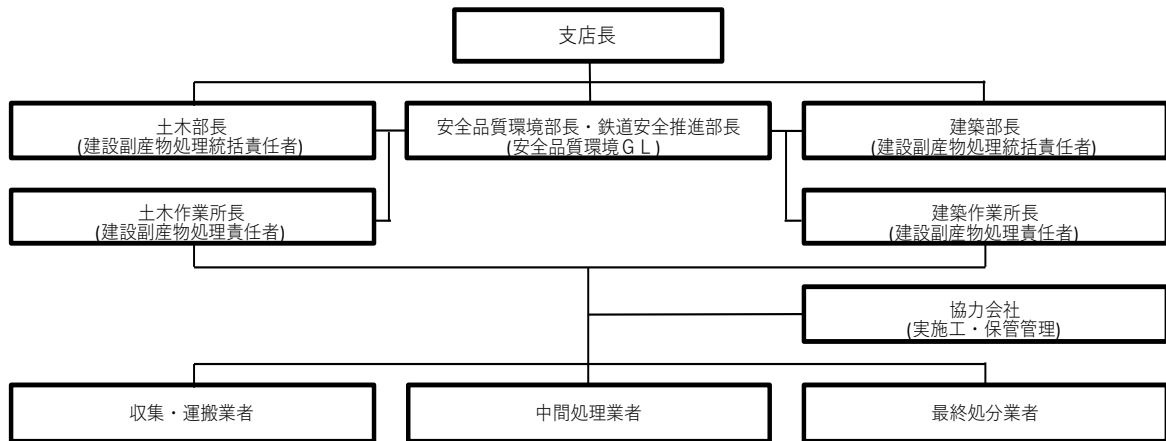 支店長
土木部長
(建設副産物処理統括責任者)
安全品質環境部長・鉄道安全推進部長
(安全品質環境ＧＬ)
建築部長
(建設副産物処理統括責任者)
土木作業所長
(建設副産物処理責任者)
建築作業所長
(建設副産物処理責任者)
協力会社
(実施工・保管管理)
収集・運搬業者
中間処理業者
最終処分業者